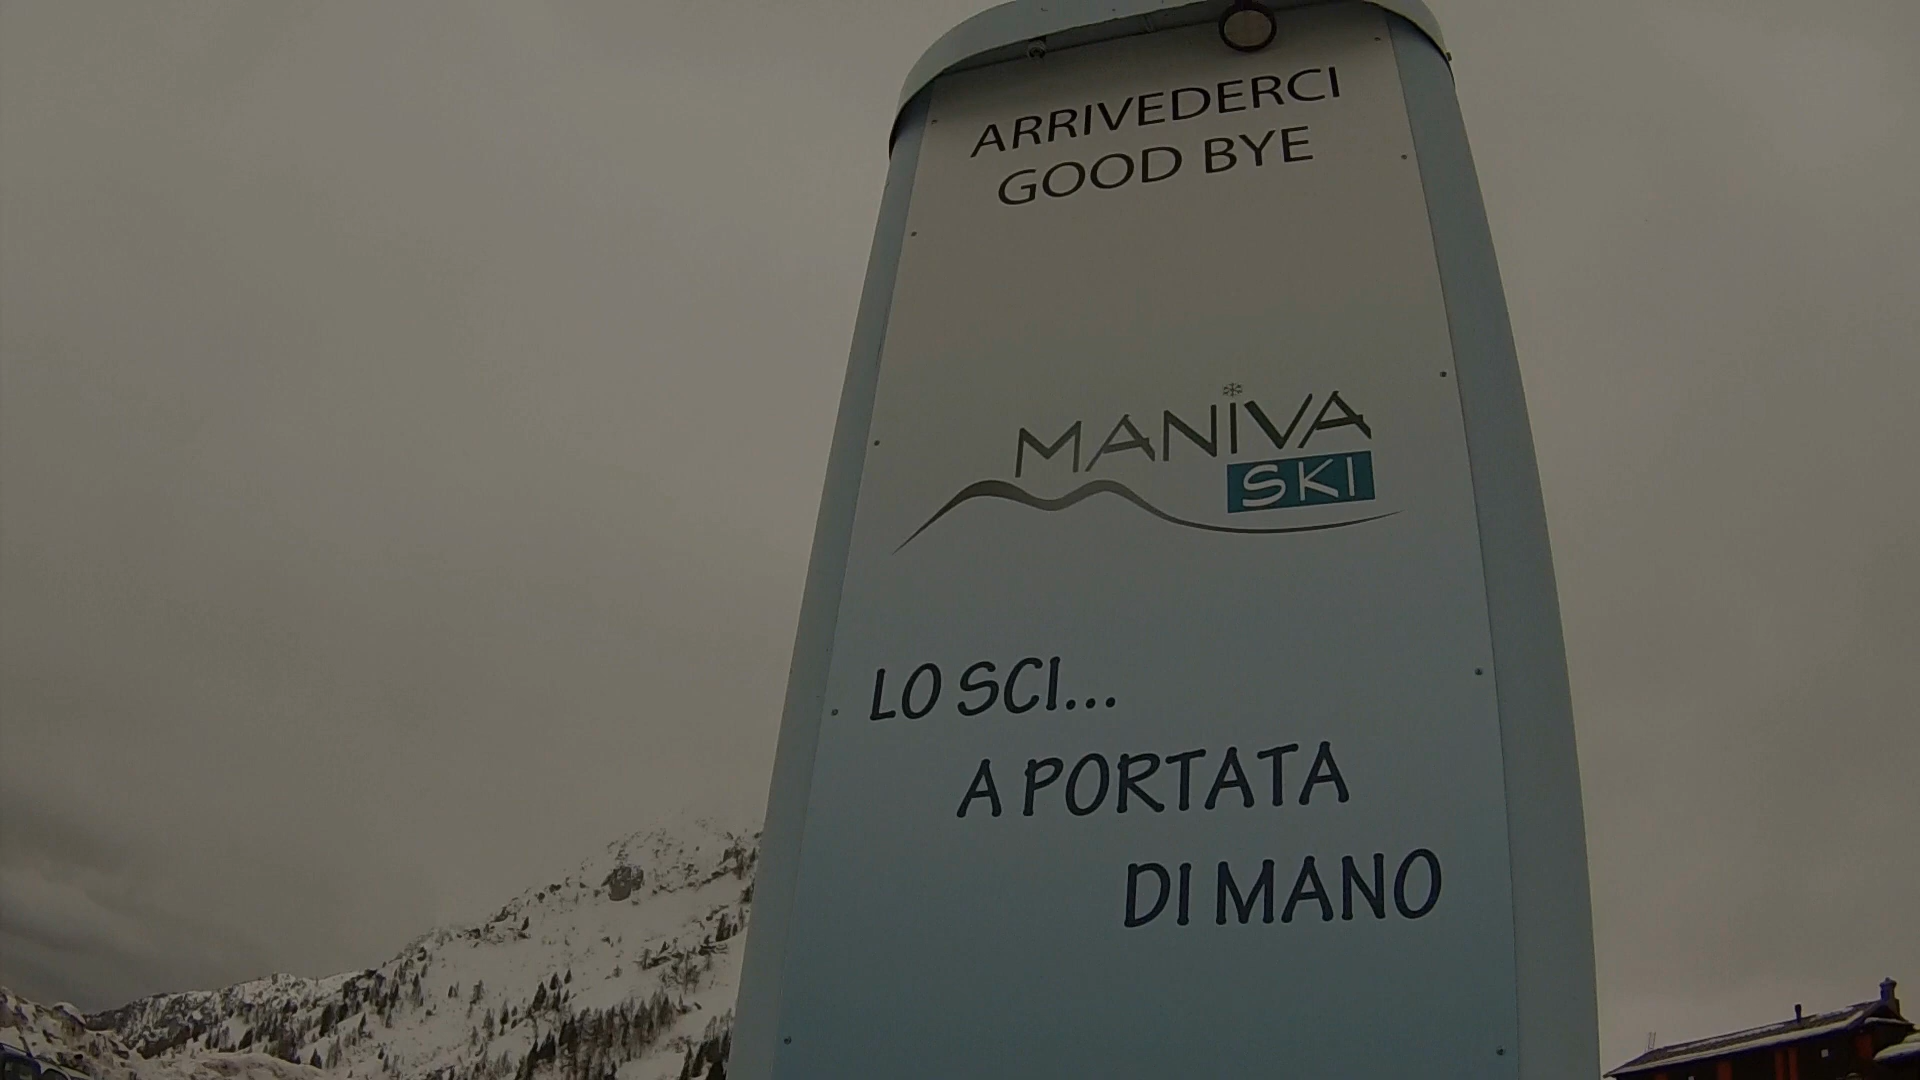 ARRIVEDERCI
GOOD BYE
MANIVA
SKI
LO SCI...
A PORTATA
DI MANO